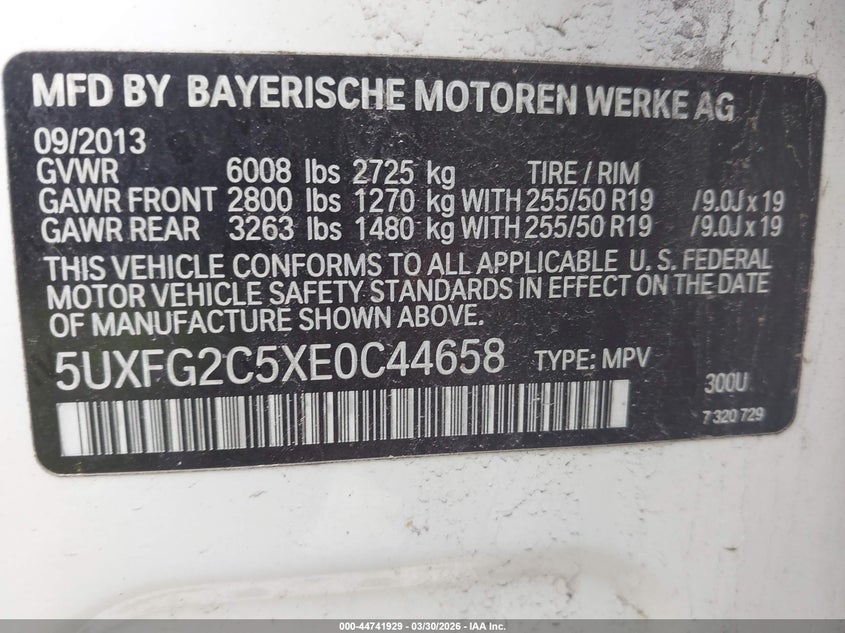 MFD BY BAYERISCHE MOTOREN WERKE AG
09/2013
GVWR 6008 lbs 2725 kg TIRE / RIM
GAWR FRONT 2800 lbs 1270 kg WITH 255/50 R19 /9.0J x 19
GAWR REAR 3263 lbs 1480 kg WITH 255/50 R19 /9.0J x 19
THIS VEHICLE CONFORMS TO ALL APPLICABLE U. S. FEDERAL
MOTOR VEHICLE SAFETY STANDARDS IN EFFECT ON THE DATE
OF MANUFACTURE SHOWN ABOVE.
5UXFG2C5XE0C44658 TYPE: MPV
300U
7 320 729
000-44741929 — 03/30/2026 — IAA Inc.